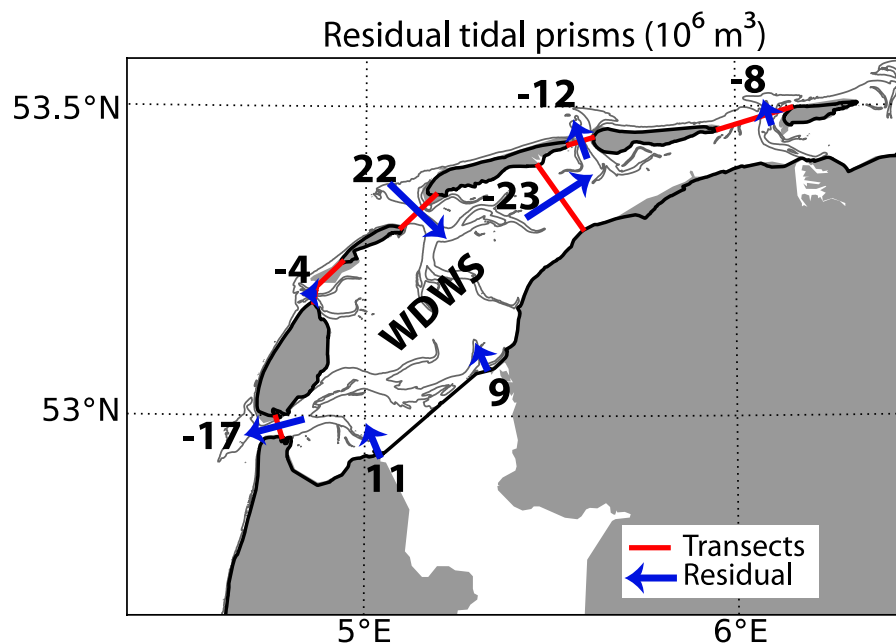 Residual tidal prisms (10⁶ m³)
53.5°N
-8
-12
22
-23
-4
WDWS
53°N
9
-17
11
Transects
Residual
5°E
6°E